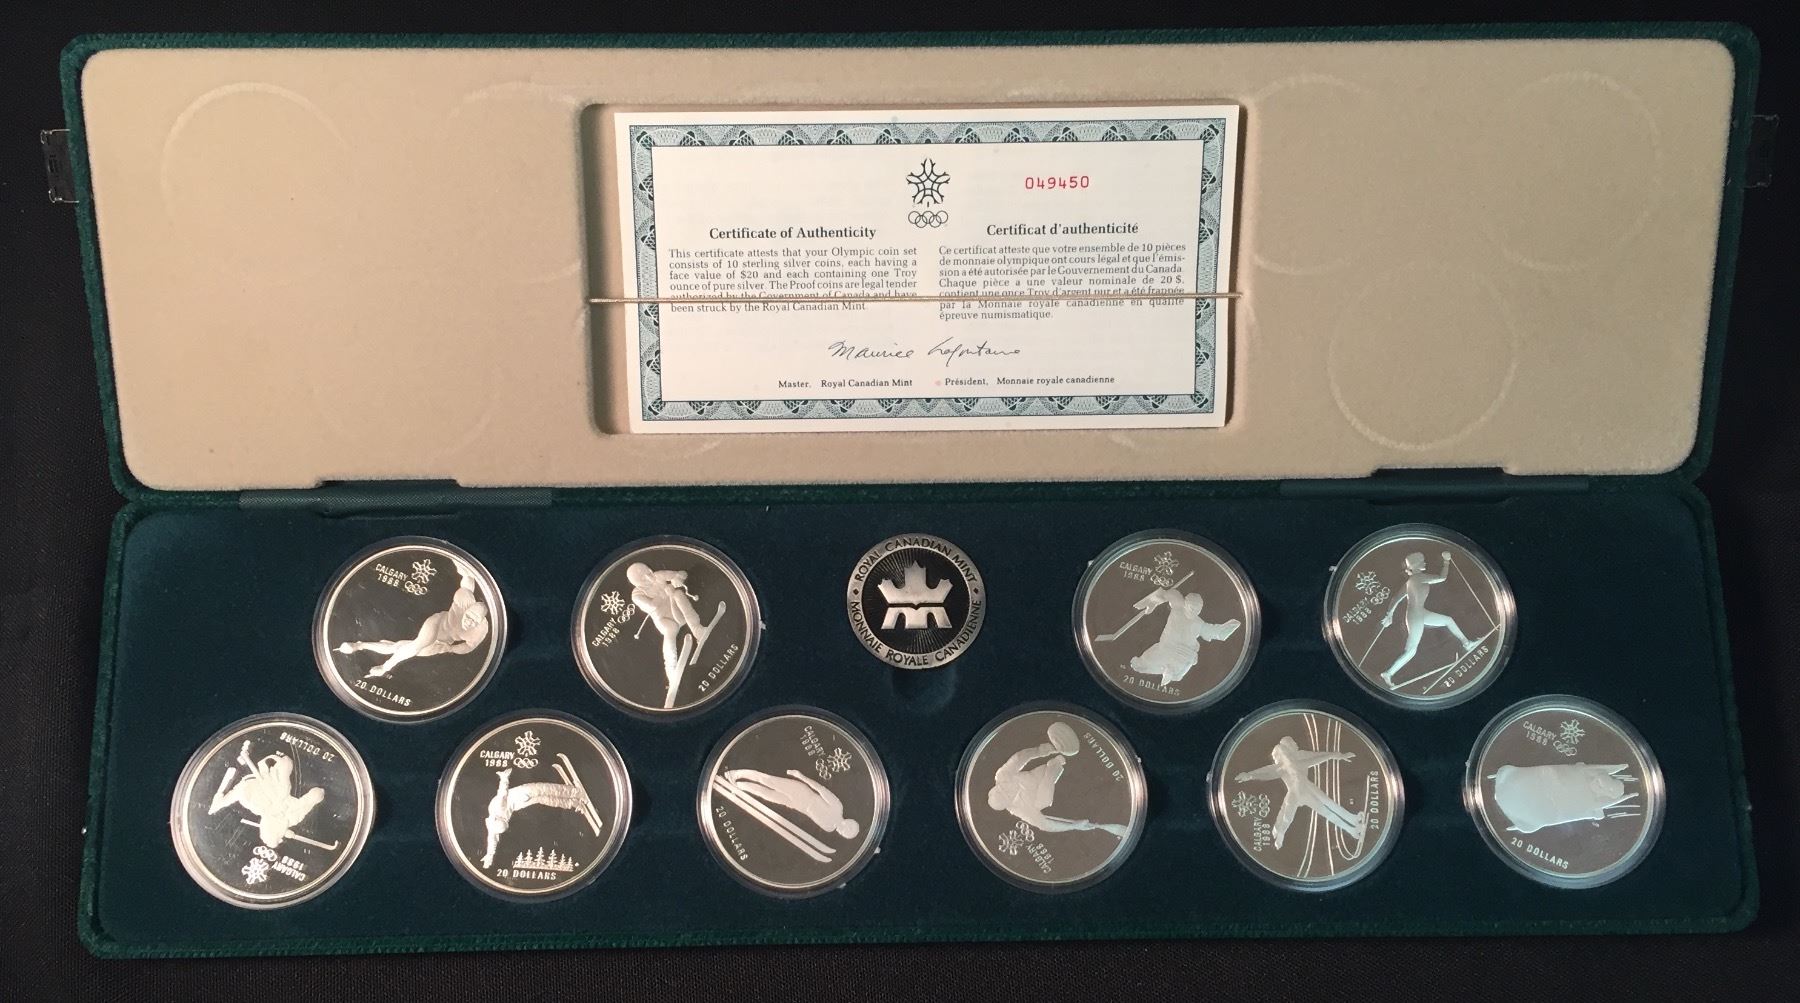 049450
Certificate of Authenticity
This certificate attests that your Olympic coin set
consists of 10 sterling silver coins, each having a
face value of $20 and each containing one Troy
ounce of pure silver. The Proof coins are legal tender
authorized by the Government of Canada and have
been struck by the Royal Canadian Mint.
Certificat d'authenticité
Ce certificat atteste que votre ensemble de 10 pièces
de monnaie olympique ont cours légal et que l'émis-
sion a été autorisée par le Gouvernement du Canada.
Chaque pièce a une valeur nominale de 20 $,
contient une once Troy d'argent pur et a été frappée
par la Monnaie royale canadienne en qualité
épreuve numismatique.
Maurice Lafontaine
Master, Royal Canadian Mint
Président, Monnaie royale canadienne
CALGARY
1988
20 DOLLARS
CALGARY
1988
20 DOLLARS
ROYAL CANADIAN MINT
MONNAIE ROYALE CANADIENNE
CALGARY
1988
20 DOLLARS
CALGARY
1988
20 DOLLARS
20 DOLLARS
CALGARY
1988
CALGARY
1988
20 DOLLARS
CALGARY
1988
20 DOLLARS
20 DOLLARS
CALGARY
1988
CALGARY
1988
20 DOLLARS
CALGARY
1988
20 DOLLARS